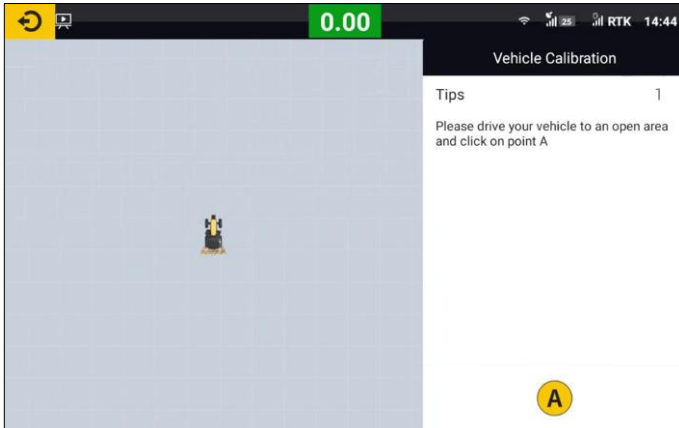 0.00
25
RTK 14:44
Vehicle Calibration
Tips 1
Please drive your vehicle to an open area
and click on point A
A